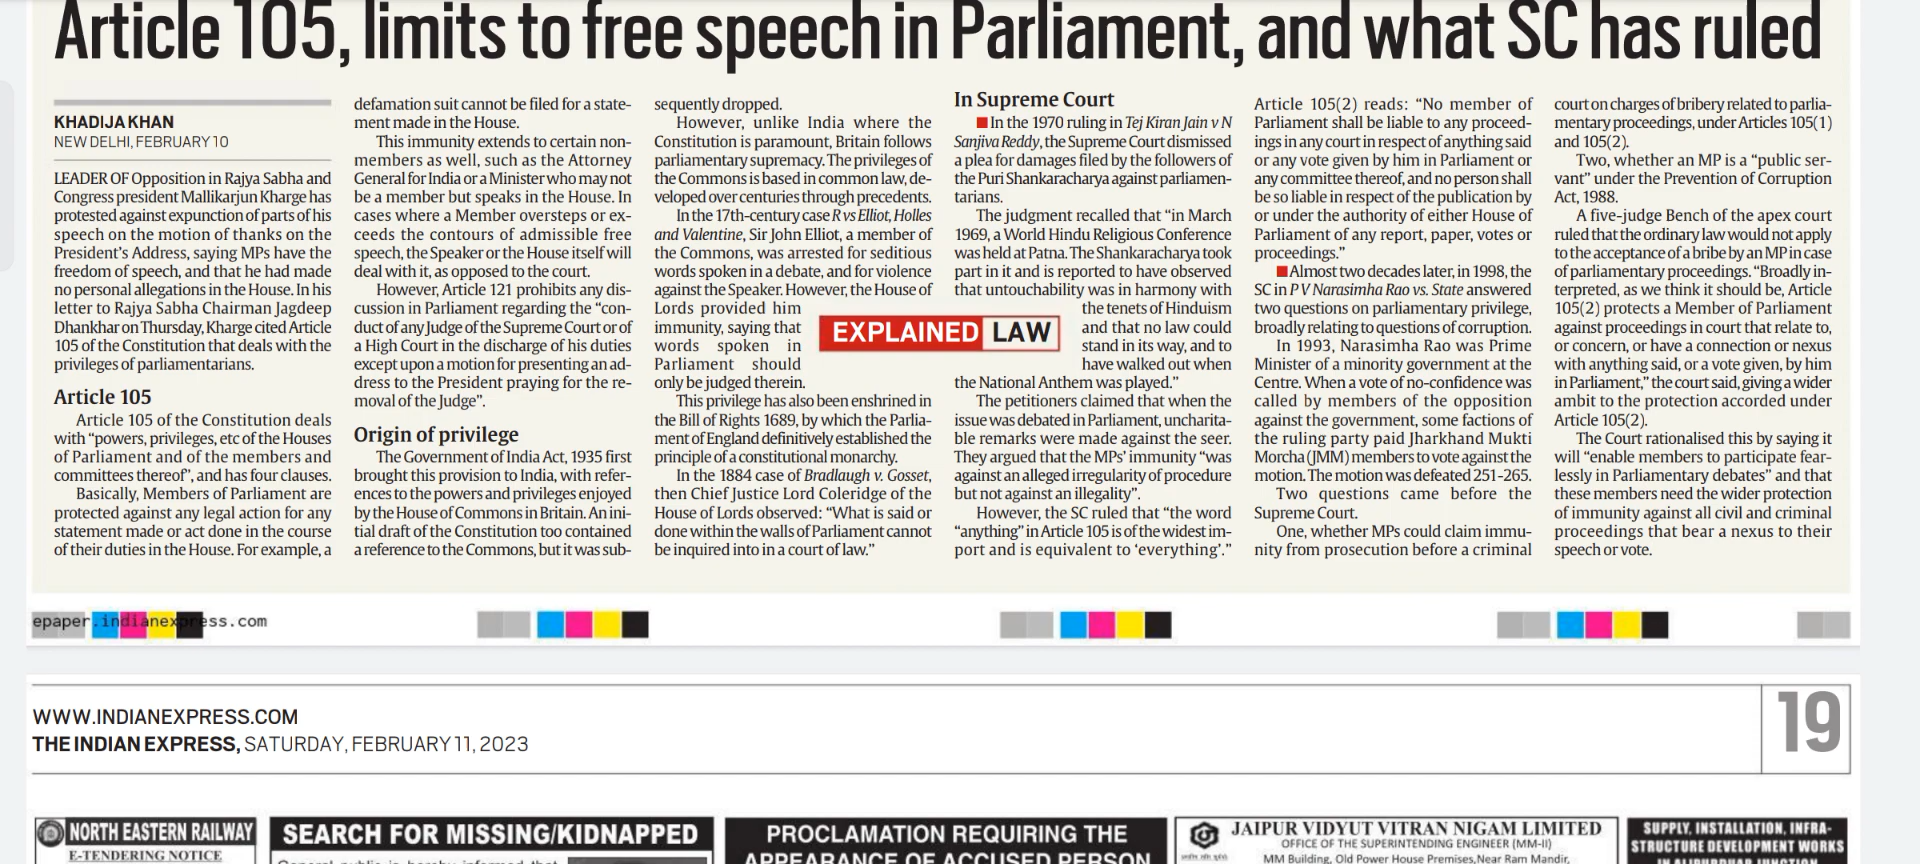 Article 105, limits to free speech in Parliament, and what SC has ruled
KHADIJA KHAN
NEW DELHI, FEBRUARY 10
LEADER OF Opposition in Rajya Sabha and
Congress president Mallikarjun Kharge has
protested against expunction of parts of his
speech on the motion of thanks on the
President's Address, saying MPs have the
freedom of speech, and that he had made
no personal allegations in the House. In his
letter to Rajya Sabha Chairman Jagdeep
Dhankhar on Thursday, Kharge cited Article
105 of the Constitution that deals with the
privileges of parliamentarians.
Article 105
Article 105 of the Constitution deals
with “powers, privileges, etc of the Houses
of Parliament and of the members and
committees thereof”, and has four clauses.
Basically, Members of Parliament are
protected against any legal action for any
statement made or act done in the course
of their duties in the House. For example, a
defamation suit cannot be filed for a state-
ment made in the House.
This immunity extends to certain non-
members as well, such as the Attorney
General for India or a Minister who may not
be a member but speaks in the House. In
cases where a Member oversteps or ex-
ceeds the contours of admissible free
speech, the Speaker or the House itself will
deal with it, as opposed to the court.
However, Article 121 prohibits any dis-
cussion in Parliament regarding the “con-
duct of any Judge of the Supreme Court or of
a High Court in the discharge of his duties
except upon a motion for presenting an ad-
dress to the President praying for the re-
moval of the Judge”.
Origin of privilege
The Government of India Act, 1935 first
brought this provision to India, with refer-
ences to the powers and privileges enjoyed
by the House of Commons in Britain. An ini-
tial draft of the Constitution too contained
a reference to the Commons, but it was sub-
sequently dropped.
However, unlike India where the
Constitution is paramount, Britain follows
parliamentary supremacy. The privileges of
the Commons is based in common law, de-
veloped over centuries through precedents.
In the 17th-century case R vs Elliot, Holles
and Valentine, Sir John Elliot, a member of
the Commons, was arrested for seditious
words spoken in a debate, and for violence
against the Speaker. However, the House of
Lords provided him
immunity, saying that
words spoken in
Parliament should
only be judged therein.
This privilege has also been enshrined in
the Bill of Rights 1689, by which the Parlia-
ment of England definitively established the
principle of a constitutional monarchy.
In the 1884 case of Bradlaugh v. Gosset,
then Chief Justice Lord Coleridge of the
House of Lords observed: “What is said or
done within the walls of Parliament cannot
be inquired into in a court of law.”
EXPLAINED LAW
In Supreme Court
In the 1970 ruling in Tej Kiran Jain v N
Sanjiva Reddy, the Supreme Court dismissed
a plea for damages filed by the followers of
the Puri Shankaracharya against parliamen-
tarians.
The judgment recalled that “in March
1969, a World Hindu Religious Conference
was held at Patna. The Shankaracharya took
part in it and is reported to have observed
that untouchability was in harmony with
the tenets of Hinduism
and that no law could
stand in its way, and to
have walked out when
the National Anthem was played.”
The petitioners claimed that when the
issue was debated in Parliament, uncharita-
ble remarks were made against the seer.
They argued that the MPs' immunity “was
against an alleged irregularity of procedure
but not against an illegality”.
However, the SC ruled that “the word
“anything” in Article 105 is of the widest im-
port and is equivalent to ‘everything’.”
Article 105(2) reads: “No member of
Parliament shall be liable to any proceed-
ings in any court in respect of anything said
or any vote given by him in Parliament or
any committee thereof, and no person shall
be so liable in respect of the publication by
or under the authority of either House of
Parliament of any report, paper, votes or
proceedings.”
Almost two decades later, in 1998, the
SC in P V Narasimha Rao vs. State answered
two questions on parliamentary privilege,
broadly relating to questions of corruption.
In 1993, Narasimha Rao was Prime
Minister of a minority government at the
Centre. When a vote of no-confidence was
called by members of the opposition
against the government, some factions of
the ruling party paid Jharkhand Mukti
Morcha (JMM) members to vote against the
motion. The motion was defeated 251-265.
Two questions came before the
Supreme Court.
One, whether MPs could claim immu-
nity from prosecution before a criminal
court on charges of bribery related to parlia-
mentary proceedings, under Articles 105(1)
and 105(2).
Two, whether an MP is a “public ser-
vant” under the Prevention of Corruption
Act, 1988.
A five-judge Bench of the apex court
ruled that the ordinary law would not apply
to the acceptance of a bribe by an MP in case
of parliamentary proceedings. “Broadly in-
terpreted, as we think it should be, Article
105(2) protects a Member of Parliament
against proceedings in court that relate to,
or concern, or have a connection or nexus
with anything said, or a vote given, by him
in Parliament,” the court said, giving a wider
ambit to the protection accorded under
Article 105(2).
The Court rationalised this by saying it
will “enable members to participate fear-
lessly in Parliamentary debates” and that
these members need the wider protection
of immunity against all civil and criminal
proceedings that bear a nexus to their
speech or vote.
epaper.indianexpress.com
WWW.INDIANEXPRESS.COM
THE INDIAN EXPRESS, SATURDAY, FEBRUARY 11, 2023
19
NORTH EASTERN RAILWAY
E-TENDERING NOTICE
SEARCH FOR MISSING/KIDNAPPED
General public is hereby informed that
PROCLAMATION REQUIRING THE
APPEARANCE OF ACCUSED PERSON
JAIPUR VIDYUT VITRAN NIGAM LIMITED
OFFICE OF THE SUPERINTENDING ENGINEER (MM-II)
MM Building, Old Power House Premises, Near Ram Mandir,
SUPPLY, INSTALLATION, INFRA-
STRUCTURE DEVELOPMENT WORKS
IN ALIPURDUAR JUNCTION